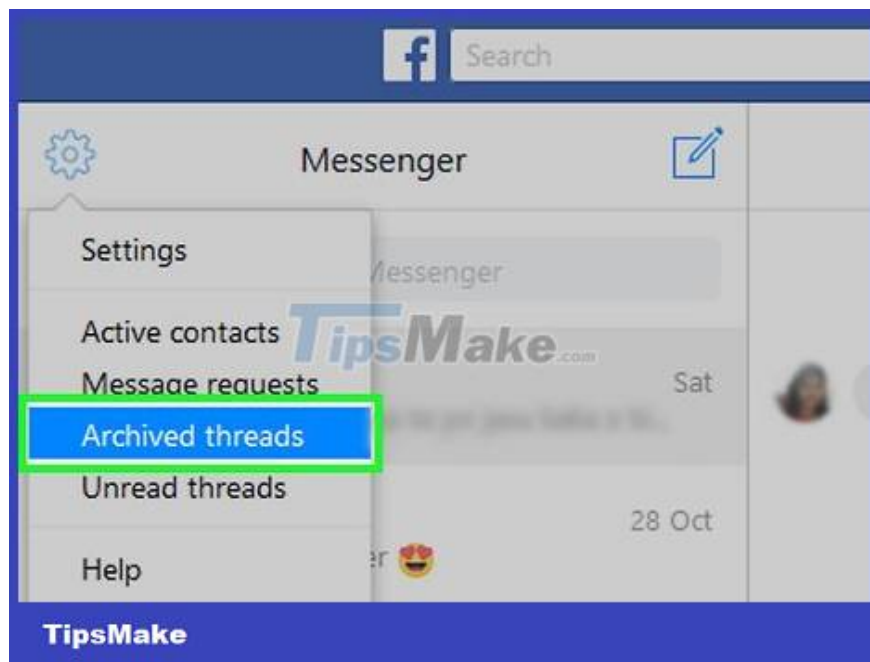 f Search
Messenger
Settings
Messenger
Active contacts
TipsMake.com
Message requests
Sat
Archived threads
Unread threads
28 Oct
Help
TipsMake